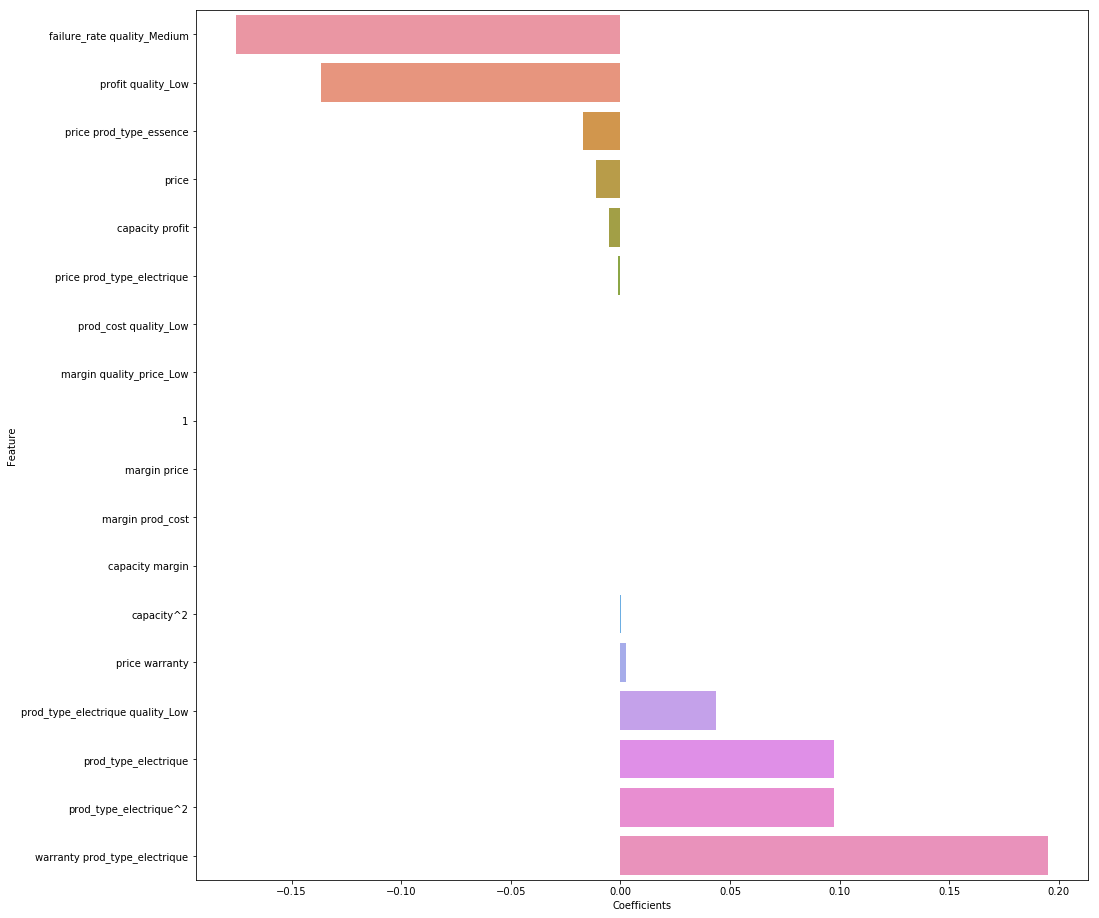 failure_rate quality_Medium
profit quality_Low
price prod_type_essence
price
capacity profit
price prod_type_electrique
prod_cost quality_Low
margin quality_price_Low
1
margin price
margin prod_cost
capacity margin
capacity^2
price warranty
prod_type_electrique quality_Low
prod_type_electrique
prod_type_electrique^2
warranty prod_type_electrique
Feature
−0.15 −0.10 −0.05 0.00 0.05 0.10 0.15 0.20
Coefficients